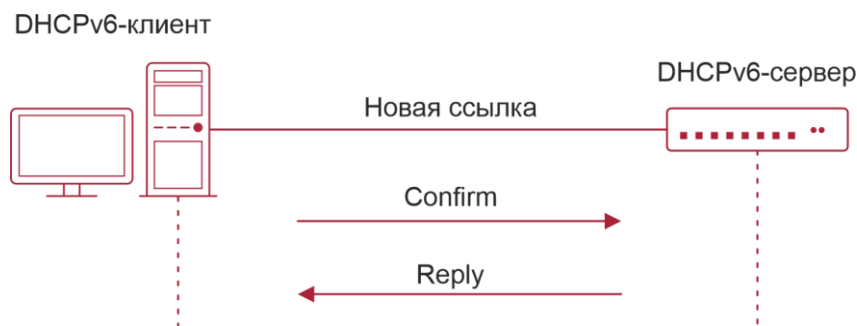 DHCPv6-клиент
DHCPv6-сервер
Новая ссылка
Confirm
Reply